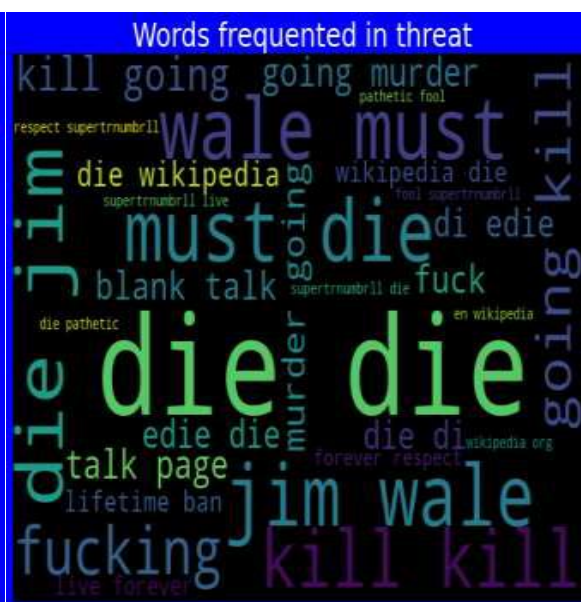 Words frequented in threat
kill going
going murder
pathetic fool
respect supertrnumbrll
wale must
die wikipedia
wikipedia die
fool supertrnumbrll
supertrnumbrll live
going
must die
di edie
blank talk
supertrnumbrll die
fuck
die jim
going kill
die pathetic
en wikipedia
die die
murder
edie die
die di
wikipedia org
forever respect
talk page
jim wale
lifetime ban
fucking
kill kill
live forever